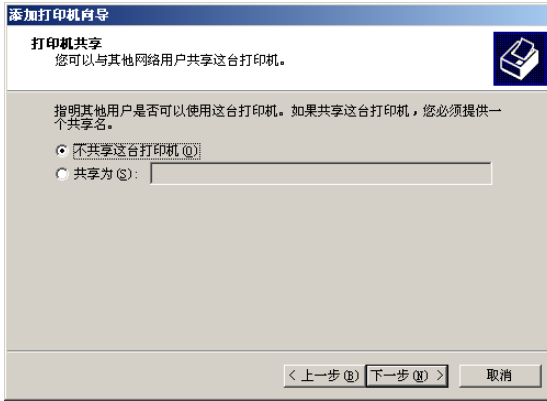 添加打印机向导
打印机共享
您可以与其他网络用户共享这台打印机。
指明其他用户是否可以使用这台打印机。如果共享这台打印机，您必须提供一
个共享名。
不共享这台打印机(O)
共享为(S):
< 上一步(B) 下一步(N) > 取消